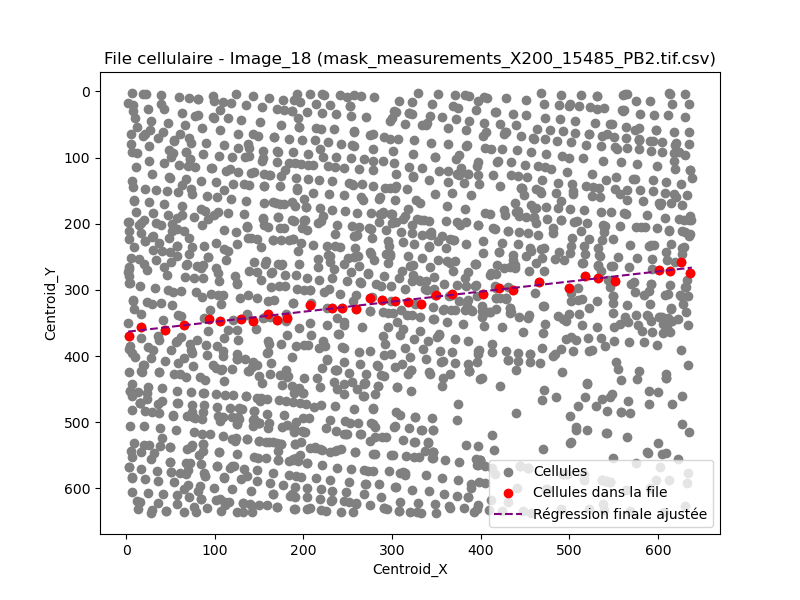 File cellulaire - Image_18 (mask_measurements_X200_15485_PB2.tif.csv)
0
100
200
300
400
500
600
Centroid_Y
Cellules
Cellules dans la file
Régression finale ajustée
0 100 200 300 400 500 600
Centroid_X